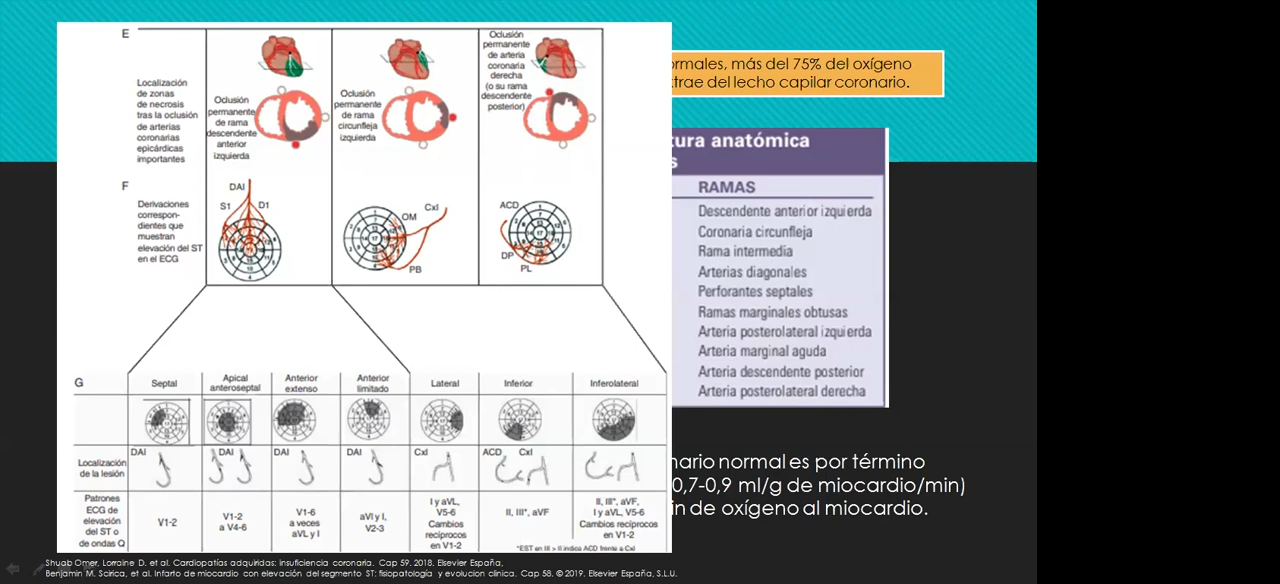 E
Localización
de zonas
de necrosis
tras la oclusión
de arterias
coronarias
epicárdicas
importantes
Oclusión
permanente
de rama
descendente
anterior
izquierda
Oclusión
permanente
de rama
circunfleja
izquierda
Oclusión
permanente
de arteria
coronaria
derecha
(o su rama
descendente
posterior)
F
Derivaciones
correspon-
dientes que
muestran
elevación del ST
en el ECG
DAI
S1
D1
OM
CxI
PB
ACD
DP
PL
G
Septal
Apical
anteroseptal
Anterior
extenso
Anterior
limitado
Lateral
Inferior
Inferolateral
Localización
de la lesión
DAI
DAI
DAI
DAI
CxI
ACD CxI
Patrones
ECG de
elevación
del ST o
de ondas Q
V1-2
V1-2
a V4-6
V1-6
a veces
aVL y I
aVl y I,
V2-3
I y aVL,
V5-6
Cambios
recíprocos
en V1-2
II, III*, aVF
II, III*, aVF,
I y aVL, V5-6
Cambios recíprocos
en V1-2
*EST en III > II indica ACD frente a CxI
ormales, más del 75% del oxígeno
trae del lecho capilar coronario.
tura anatómica
s
RAMAS
Descendente anterior izquierda
Coronaria circunfleja
Rama intermedia
Arterias diagonales
Perforantes septales
Ramas marginales obtusas
Arteria posterolateral izquierda
Arteria marginal aguda
Arteria descendente posterior
Arteria posterolateral derecha
nario normal es por término
0,7-0,9 ml/g de miocardio/min)
in de oxígeno al miocardio.
Shuab Omer, Lorraine D. et al. Cardiopatías adquiridas: insuficiencia coronaria. Cap 59. 2018. Elsevier España,
Benjamin M. Scirica, et al. Infarto de miocardio con elevación del segmento ST: fisiopatología y evolucion clínica. Cap 58. © 2019. Elsevier España, S.L.U.